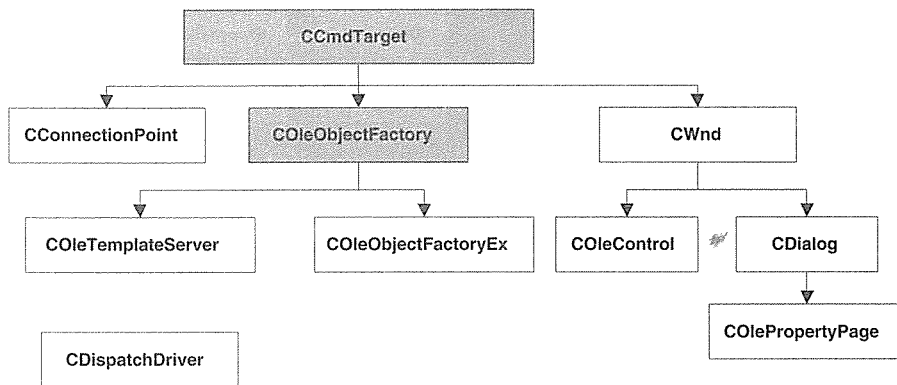 CCmdTarget
CConnectionPoint
COleObjectFactory
CWnd
COleTemplateServer
COleObjectFactoryEx
COleControl
CDialog
COlePropertyPage
CDispatchDriver